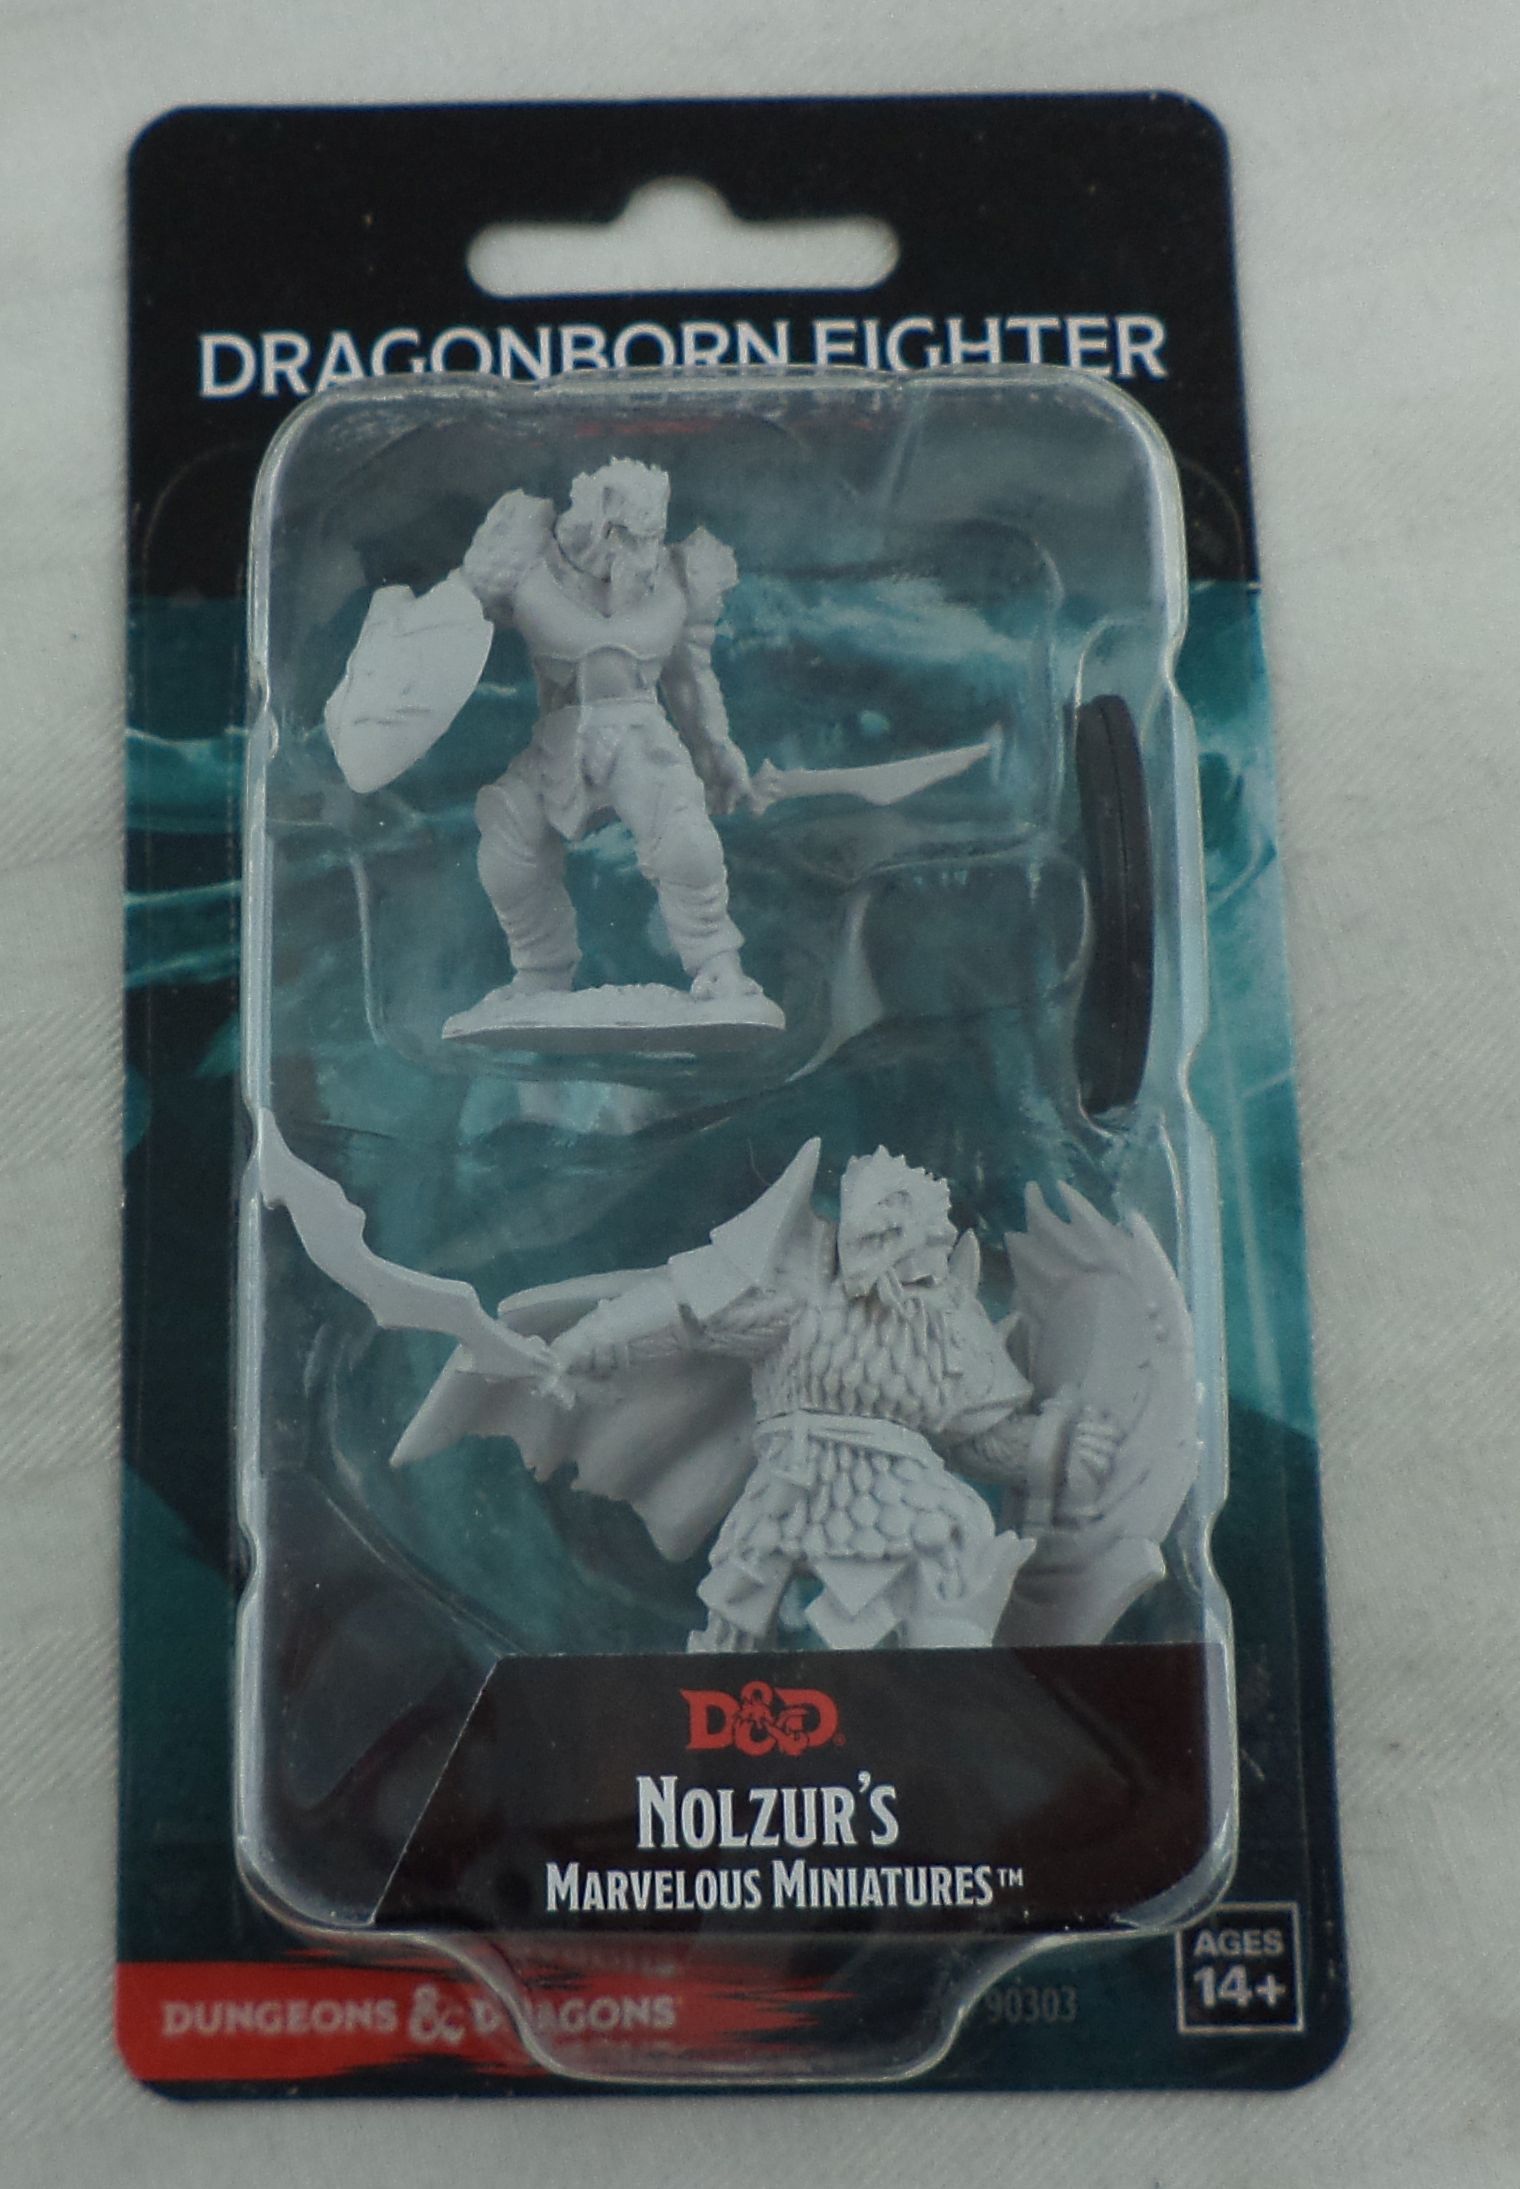 DRAGONBORN FIGHTER
D&D
NOLZUR'S
MARVELOUS MINIATURES™
AGES
14+
DUNGEONS & DRAGONS
90303